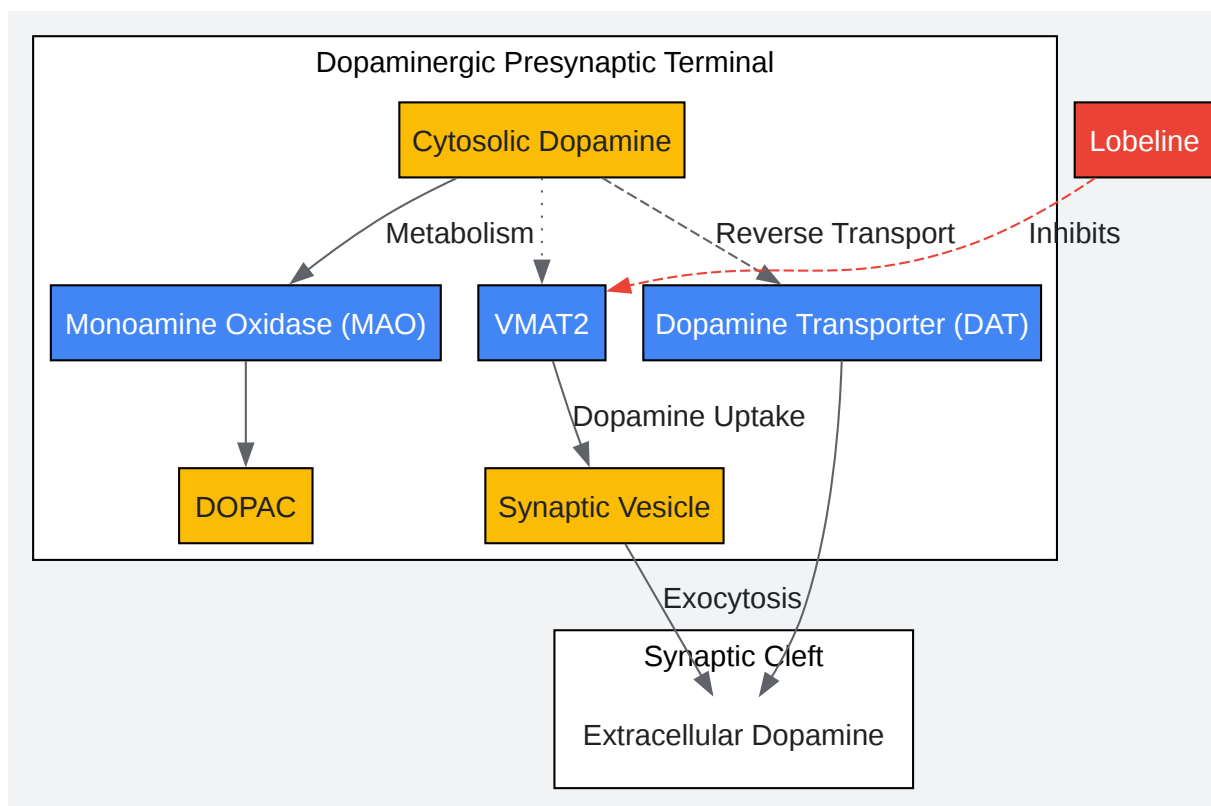 Dopaminergic Presynaptic Terminal
Cytosolic Dopamine
Lobeline
Metabolism
Reverse Transport
Inhibits
Monoamine Oxidase (MAO)
VMAT2
Dopamine Transporter (DAT)
Dopamine Uptake
DOPAC
Synaptic Vesicle
Exocytosis
Synaptic Cleft
Extracellular Dopamine